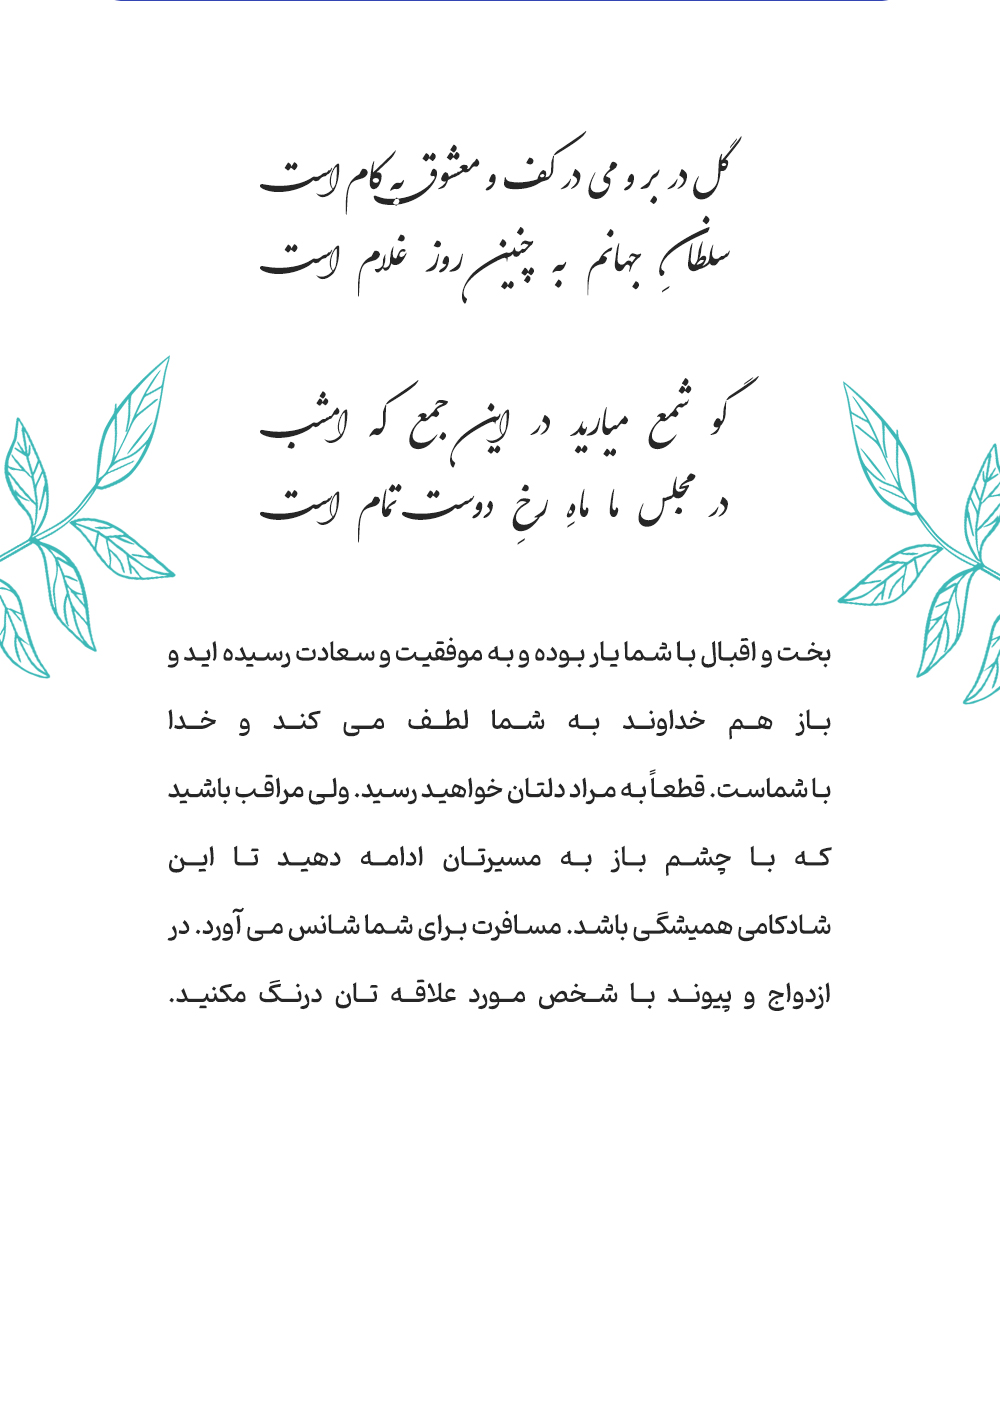 گل در بر و می در کف و معشوق به کام است
سلطانِ جهانم به چنین روز غلام است
گو شمع میارید در این جمع که امشب
در مجلس ما ماهِ رخِ دوست تمام است
بخت و اقبال با شما یار بوده و به موفقیت و سعادت رسیده اید و
باز هم خداوند به شما لطف می کند و خدا
با شماست. قطعاً به مراد دلتان خواهید رسید. ولی مراقب باشید
که با چشم باز به مسیرتان ادامه دهید تا این
شادکامی همیشگی باشد. مسافرت برای شما شانس می آورد. در
ازدواج و پیوند با شخص مورد علاقه تان درنگ مکنید.